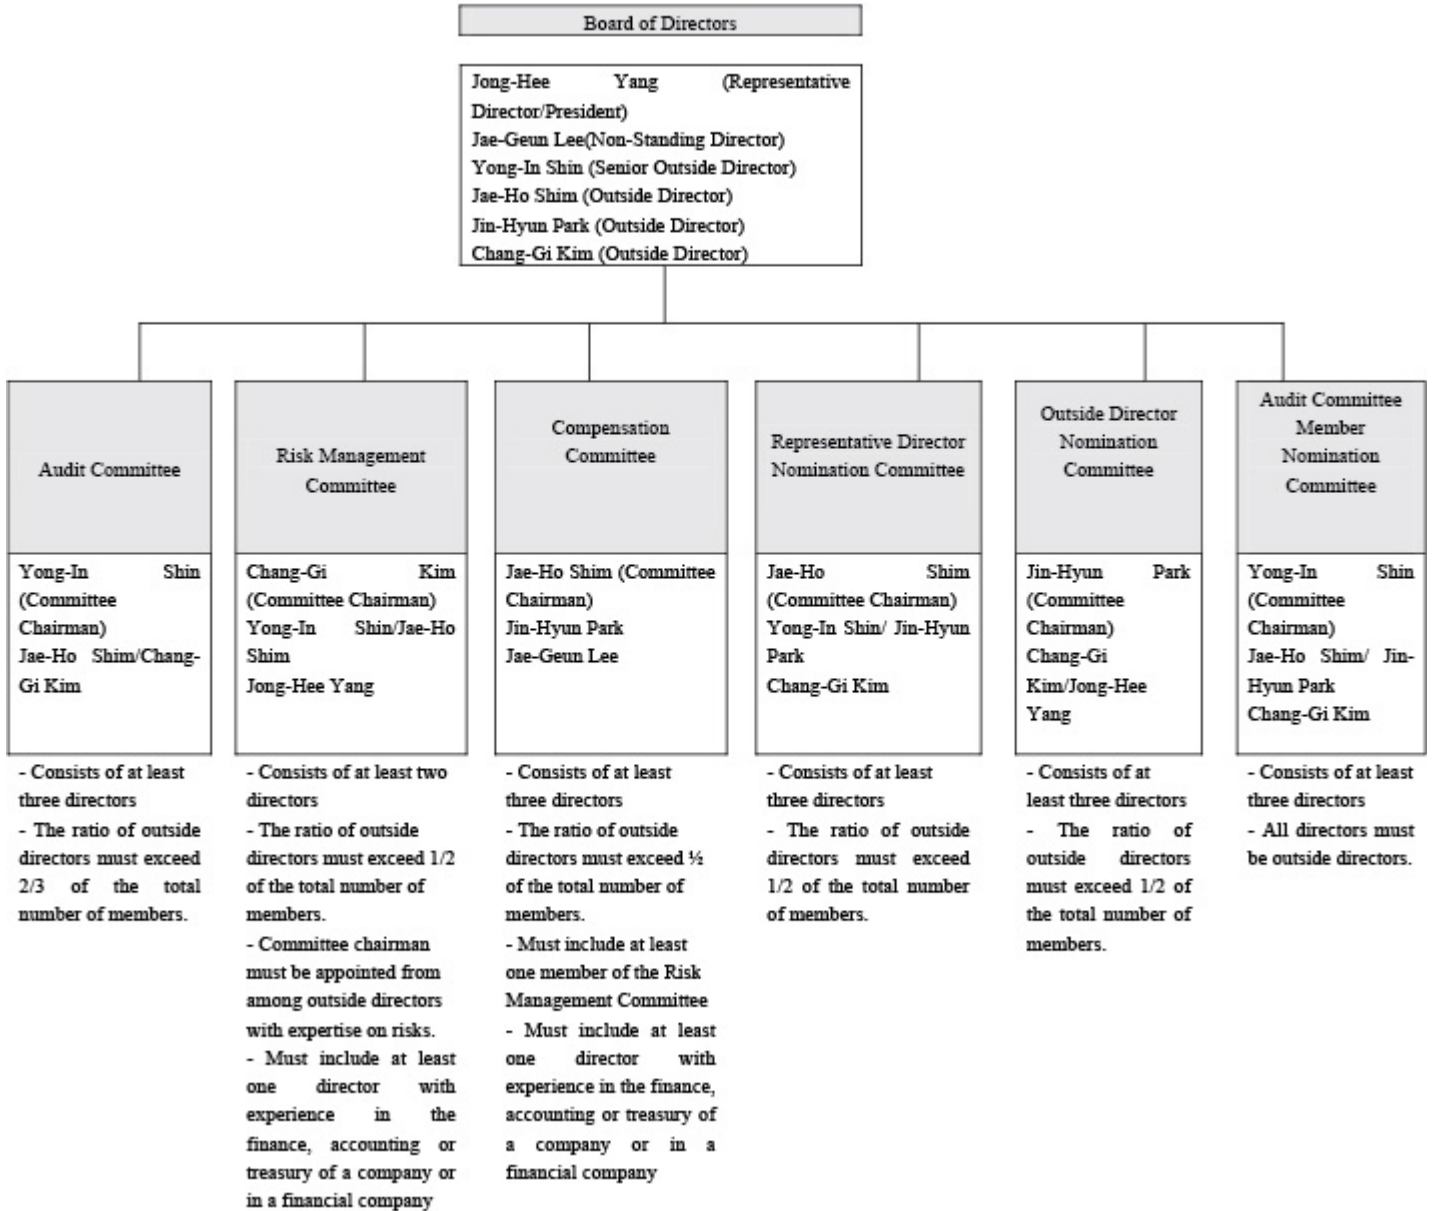 Board of Directors
Jong-Hee Yang (Representative
Director/President)
Jae-Geun Lee(Non-Standing Director)
Yong-In Shin (Senior Outside Director)
Jae-Ho Shim (Outside Director)
Jin-Hyun Park (Outside Director)
Chang-Gi Kim (Outside Director)
Audit Committee
Yong-In Shin
(Committee
Chairman)
Jae-Ho Shim/Chang-
Gi Kim
- Consists of at least
three directors
- The ratio of outside
directors must exceed
2/3 of the total
number of members.
Risk Management
Committee
Chang-Gi Kim
(Committee Chairman)
Yong-In Shin/Jae-Ho
Shim
Jong-Hee Yang
- Consists of at least two
directors
- The ratio of outside
directors must exceed 1/2
of the total number of
members.
- Committee chairman
must be appointed from
among outside directors
with expertise on risks.
- Must include at least
one director with
experience in the
finance, accounting or
treasury of a company or
in a financial company
Compensation
Committee
Jae-Ho Shim (Committee
Chairman)
Jin-Hyun Park
Jae-Geun Lee
- Consists of at least
three directors
- The ratio of outside
directors must exceed ½
of the total number of
members.
- Must include at least
one member of the Risk
Management Committee
- Must include at least
one director with
experience in the finance,
accounting or treasury of
a company or in a
financial company
Representative Director
Nomination Committee
Jae-Ho Shim
(Committee Chairman)
Yong-In Shin/ Jin-Hyun
Park
Chang-Gi Kim
- Consists of at least
three directors
- The ratio of outside
directors must exceed
1/2 of the total number
of members.
Outside Director
Nomination
Committee
Jin-Hyun Park
(Committee
Chairman)
Chang-Gi
Kim/Jong-Hee
Yang
- Consists of at
least three directors
- The ratio of
outside directors
must exceed 1/2 of
the total number of
members.
Audit Committee
Member
Nomination
Committee
Yong-In Shin
(Committee
Chairman)
Jae-Ho Shim/ Jin-
Hyun Park
Chang-Gi Kim
- Consists of at least
three directors
- All directors must
be outside directors.